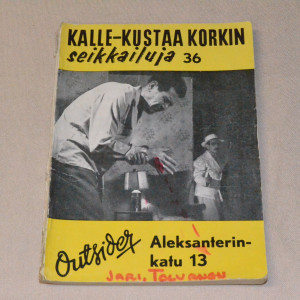 KALLE-KUSTAA KORKIN
seikkailuja 36
Outsider
Aleksanterin-
katu 13
JARI, TOLVANEN